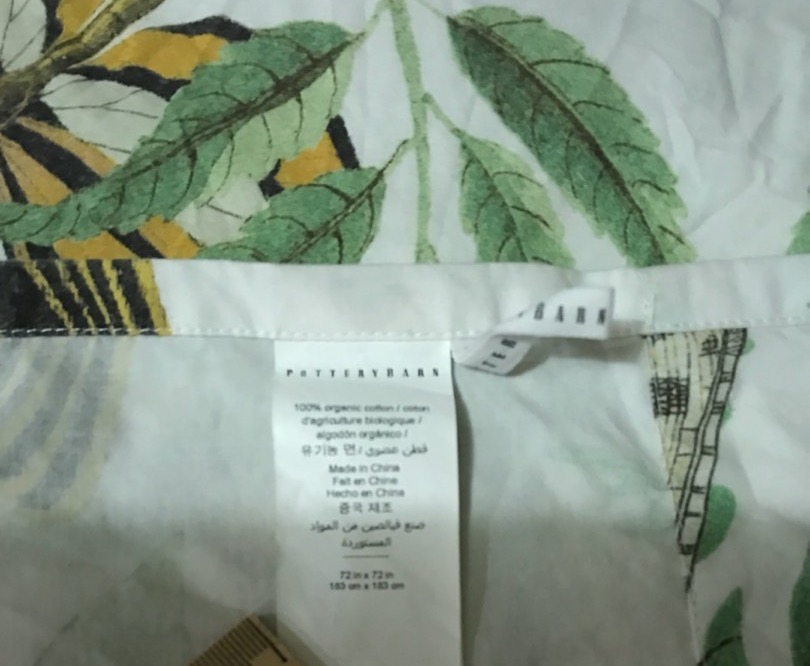 BARN
TER
POTTERYBARN
100% organic cotton / coton
d'agriculture biologique /
algodón orgánico /
유기농 면 / قطن عضوي
Made in China
Fait en Chine
Hecho en China
중국 제조
صنع في الصين من المواد
المستوردة
72 in x 72 in
183 cm x 183 cm